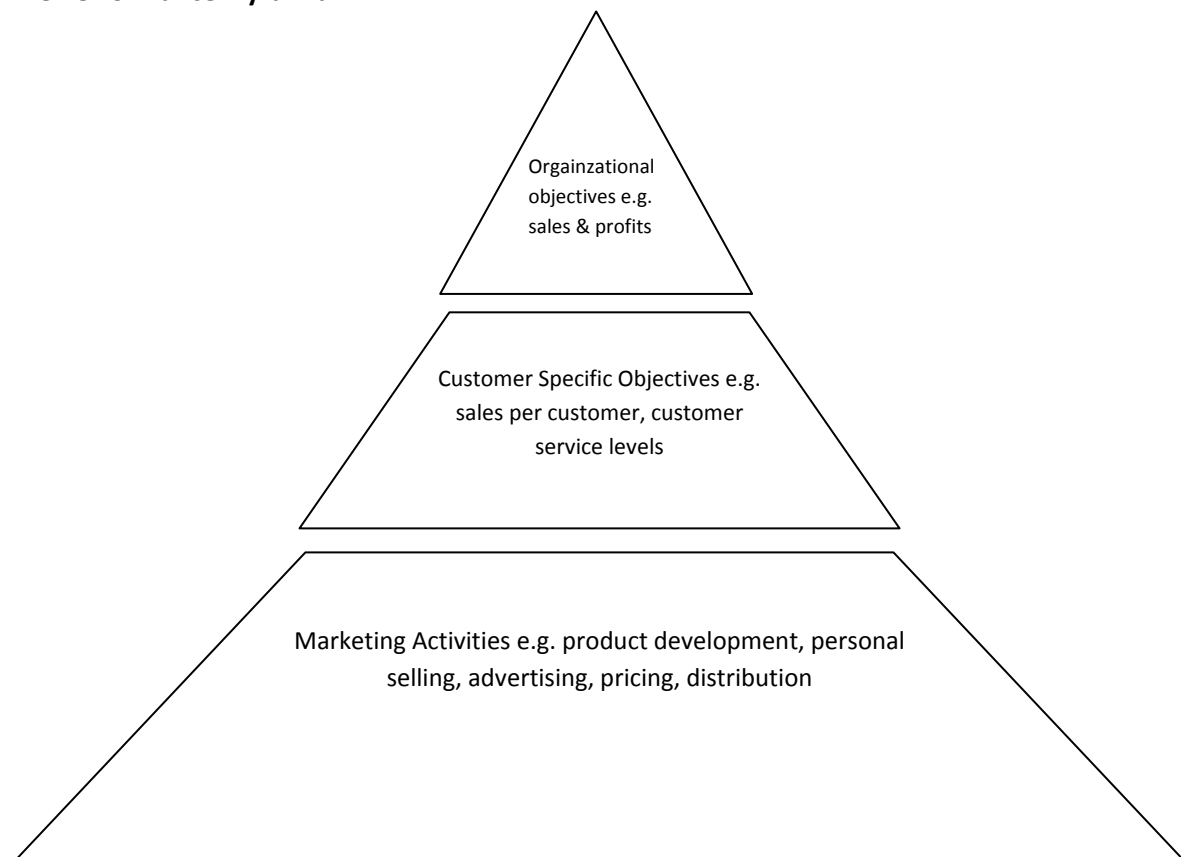 Orgainzational
objectives e.g.
sales & profits
Customer Specific Objectives e.g.
sales per customer, customer
service levels
Marketing Activities e.g. product development, personal
selling, advertising, pricing, distribution